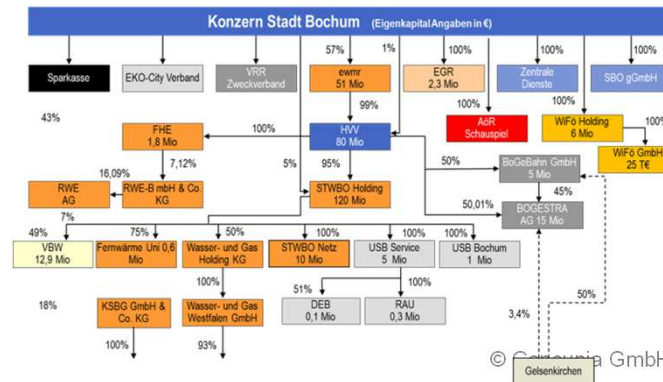 Konzern Stadt Bochum (Eigenkapital Angaben in €)
57%
1%
100%
100%
100%
100%
Sparkasse
EKO-City Verband
VRR
Zweckverband
ewmr
51 Mio
EGR
2,3 Mio
Zentrale
Dienste
SBO gGmbH
43%
99%
100%
AöR
Schauspiel
WiFö Holding
6 Mio
100%
FHE
1,8 Mio
100%
HVV
80 Mio
WiFö GmbH
25 T€
7,12%
5%
95%
50%
BoGeBahn GmbH
5 Mio
16,09%
RWE
AG
RWE-B mbH & Co.
KG
STWBO Holding
120 Mio
50,01%
45%
BOGESTRA
AG 15 Mio
7%
49%
75%
50%
100%
100%
100%
VBW
12,9 Mio
Fernwärme Uni 0,6
Mio
Wasser- und Gas
Holding KG
STWBO Netz
10 Mio
USB Service
5 Mio
USB Bochum
1 Mio
100%
51%
100%
18%
KSBG GmbH &
Co. KG
Wasser- und Gas
Westfalen GmbH
DEB
0,1 Mio
RAU
0,3 Mio
50%
3,4%
100%
93%
GmbH
Gelsenkirchen